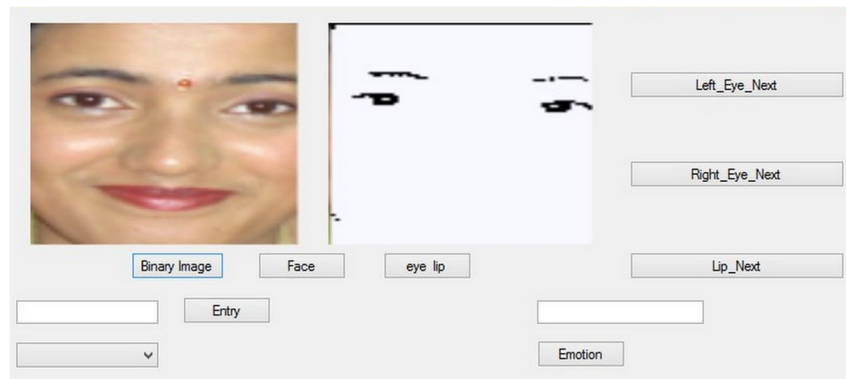 Left_Eye_Next
Right_Eye_Next
Binary Image
Face
eye lip
Lip_Next
Entry
Emotion